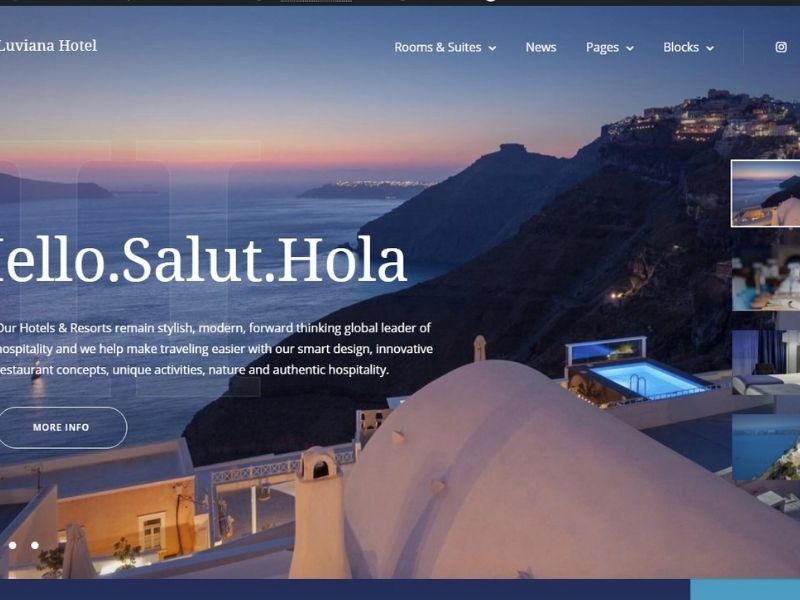 Luviana Hotel
Rooms & Suites
News
Pages
Blocks
Hello.Salut.Hola
Our Hotels & Resorts remain stylish, modern, forward thinking global leader of
hospitality and we help make traveling easier with our smart design, innovative
restaurant concepts, unique activities, nature and authentic hospitality.
MORE INFO